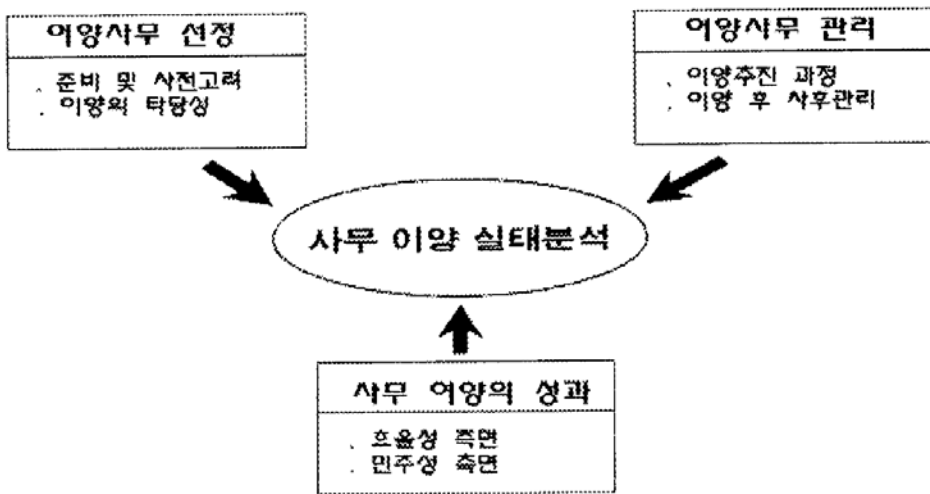 이양사무 선정
. 준비 및 사전고려
. 이양의 타당성
이양사무 관리
. 이양추진 과정
. 이양 후 사후관리
사무 이양 실태분석
사무 이양의 성과
. 효율성 측면
. 민주성 측면